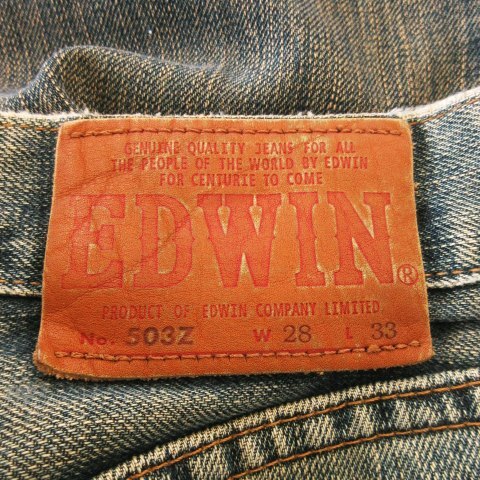 GENUINE QUALITY JEANS FOR ALL
THE PEOPLE OF THE WORLD BY EDWIN
FOR CENTURIE TO COME
EDWIN®
PRODUCT OF EDWIN COMPANY LIMITED.
No. 503Z W 28 L 33